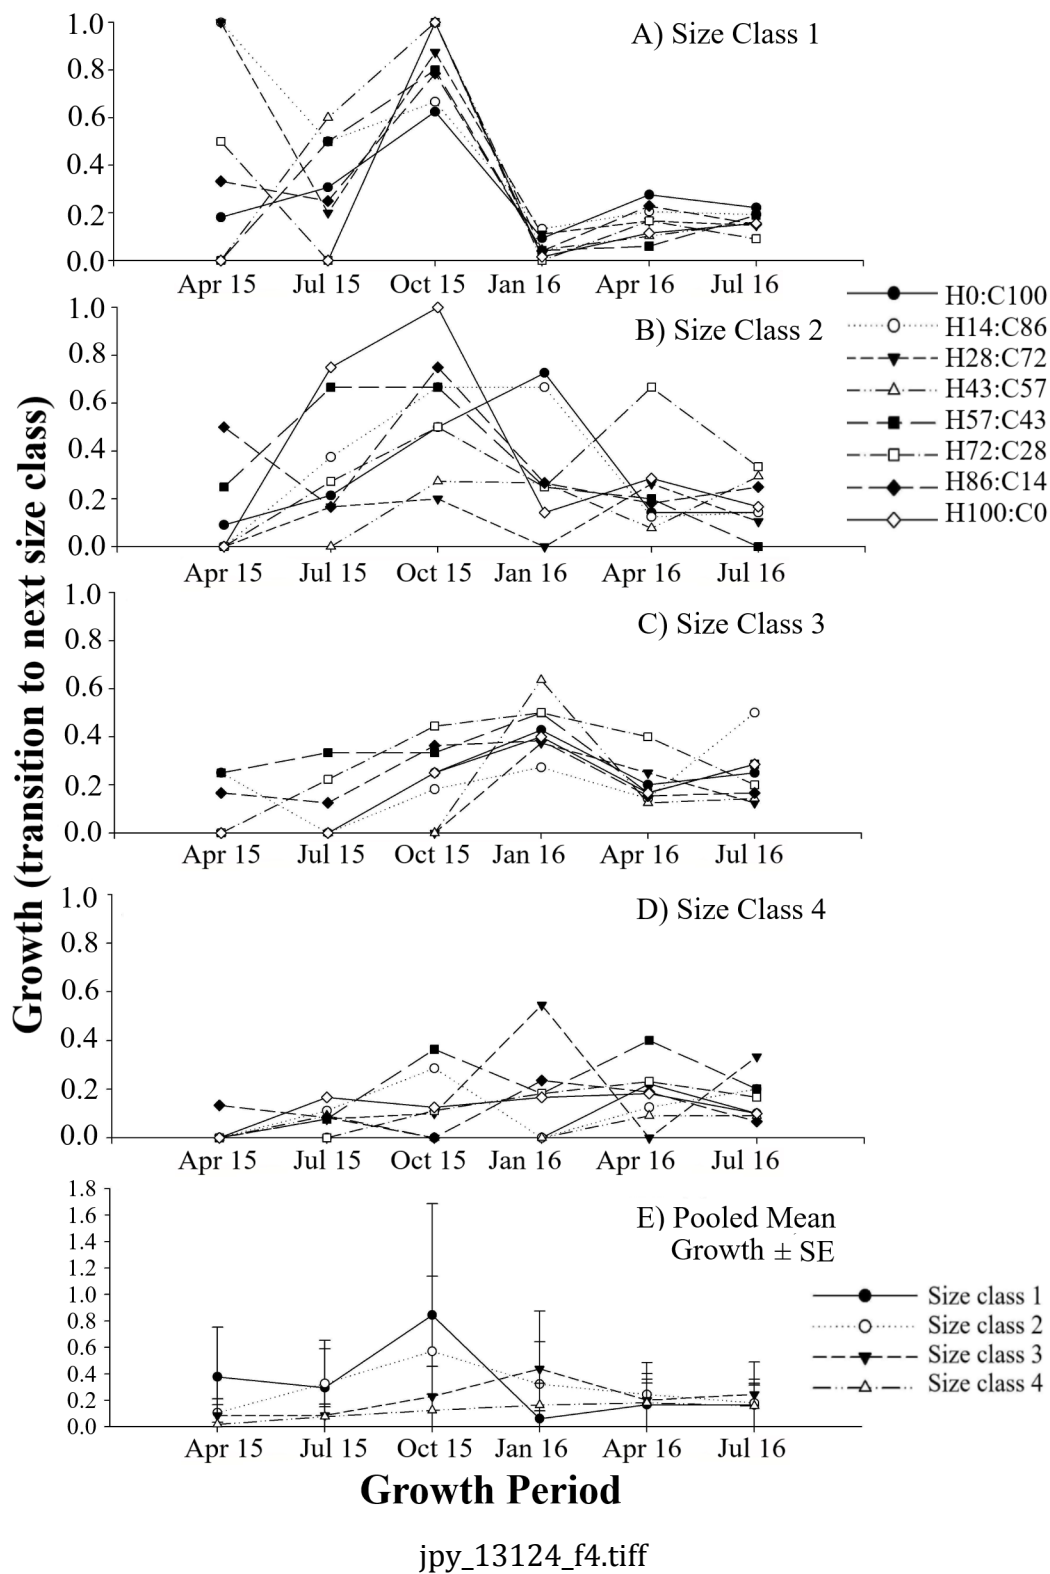 1.0
0.8
0.6
0.4
0.2
0.0
A) Size Class 1
Apr 15 Jul 15 Oct 15 Jan 16 Apr 16 Jul 16
1.0
0.8
0.6
0.4
0.2
0.0
B) Size Class 2
Apr 15 Jul 15 Oct 15 Jan 16 Apr 16 Jul 16
H0:C100
H14:C86
H28:C72
H43:C57
H57:C43
H72:C28
H86:C14
H100:C0
Growth (transition to next size class)
1.0
0.8
0.6
0.4
0.2
0.0
C) Size Class 3
Apr 15 Jul 15 Oct 15 Jan 16 Apr 16 Jul 16
1.0
0.8
0.6
0.4
0.2
0.0
D) Size Class 4
Apr 15 Jul 15 Oct 15 Jan 16 Apr 16 Jul 16
1.8
1.6
1.4
1.2
1.0
0.8
0.6
0.4
0.2
0.0
E) Pooled Mean
Growth ± SE
Size class 1
Size class 2
Size class 3
Size class 4
Apr 15 Jul 15 Oct 15 Jan 16 Apr 16 Jul 16
Growth Period
jpy_13124_f4.tiff